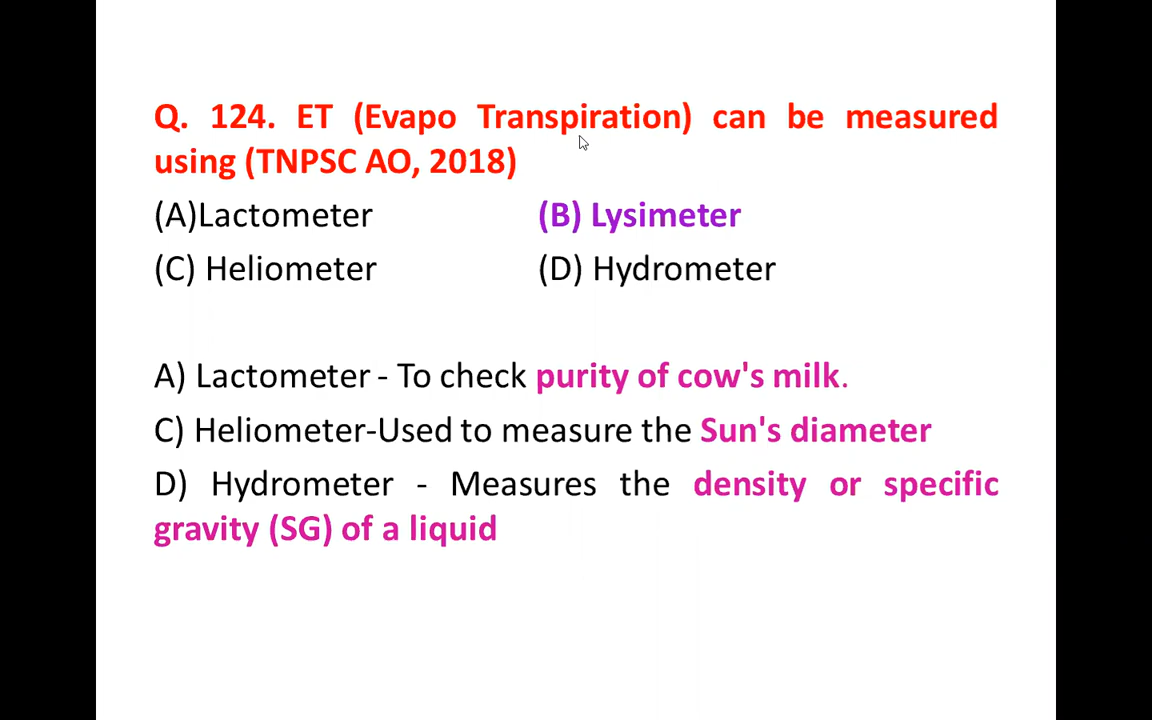 Q. 124. ET (Evapo Transpiration) can be measured
using (TNPSC AO, 2018)
(A)Lactometer (B) Lysimeter
(C) Heliometer (D) Hydrometer
A) Lactometer - To check purity of cow's milk.
C) Heliometer-Used to measure the Sun's diameter
D) Hydrometer - Measures the density or specific
gravity (SG) of a liquid